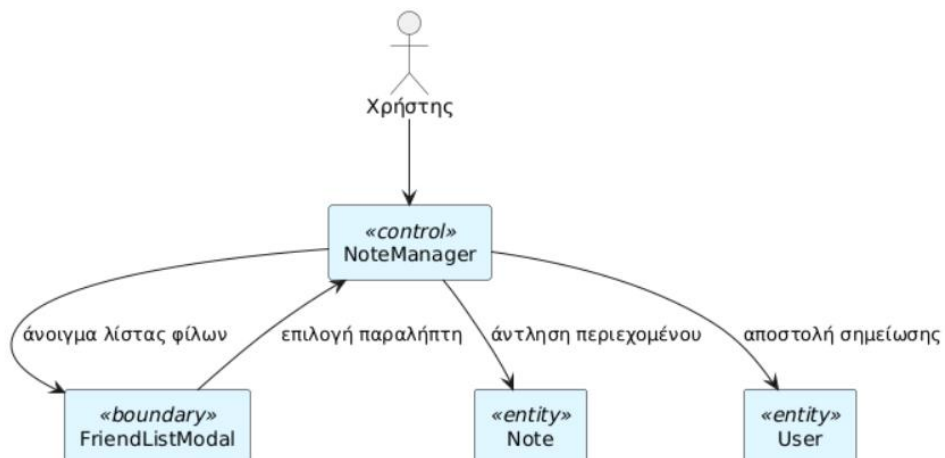 Χρήστης
«control»
NoteManager
άνοιγμα λίστας φίλων
επιλογή παραλήπτη
άντληση περιεχομένου
αποστολή σημείωσης
«boundary»
FriendListModal
«entity»
Note
«entity»
User